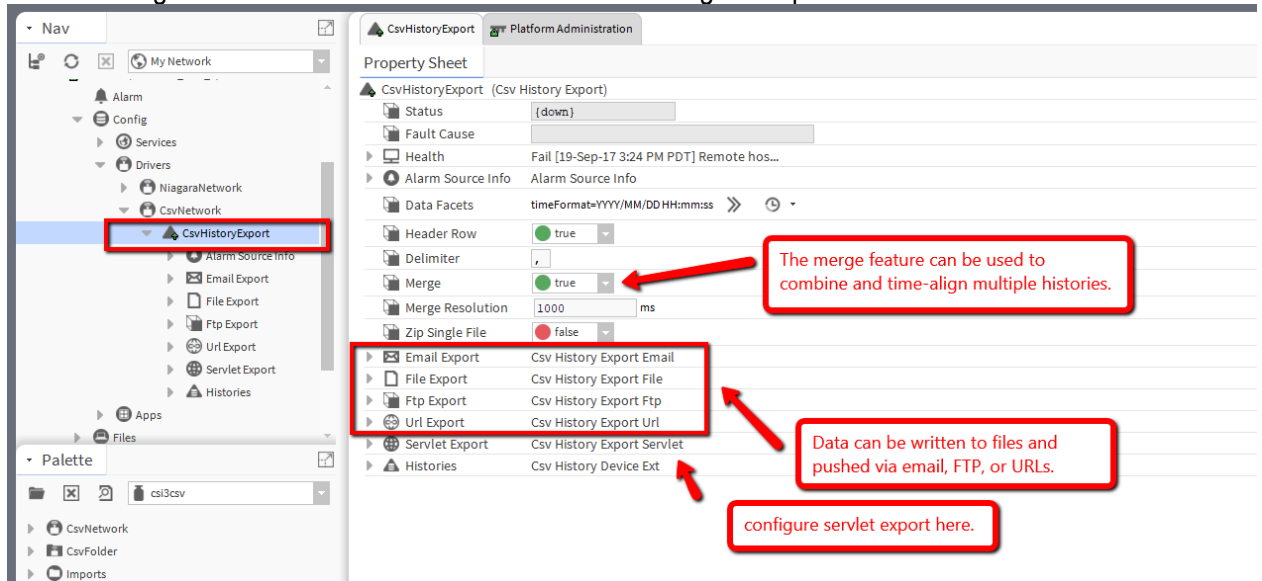 Nav
My Network
Alarm
Config
Services
Drivers
NiagaraNetwork
CsvNetwork
CsvHistoryExport
Alarm Source Info
Email Export
File Export
Ftp Export
Url Export
Servlet Export
Histories
Apps
Files
Palette
csi3csv
CsvNetwork
CsvFolder
Imports
CsvHistoryExport Platform Administration
Property Sheet
CsvHistoryExport (Csv History Export)
Status {down}
Fault Cause
Health Fail [19-Sep-17 3:24 PM PDT] Remote hos...
Alarm Source Info Alarm Source Info
Data Facets timeFormat=YYYY/MM/DD HH:mm:ss
Header Row true
Delimiter ,
Merge true
Merge Resolution 1000 ms
Zip Single File false
Email Export Csv History Export Email
File Export Csv History Export File
Ftp Export Csv History Export Ftp
Url Export Csv History Export Url
Servlet Export Csv History Export Servlet
Histories Csv History Device Ext
The merge feature can be used to
combine and time-align multiple histories.
Data can be written to files and
pushed via email, FTP, or URLs.
configure servlet export here.